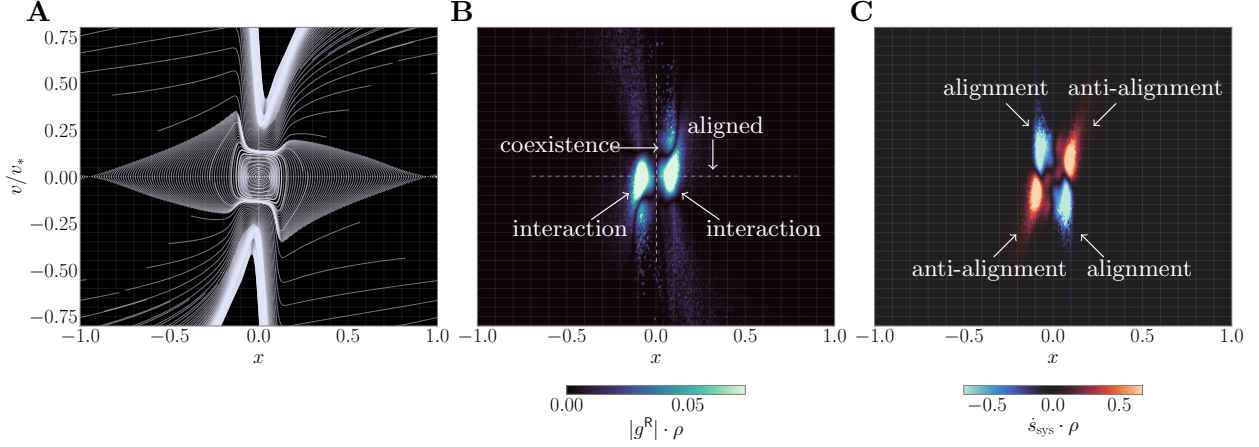 A
B
C
0.75
0.50
0.25
0.00
−0.25
−0.50
−0.75
v/v*
−1.0
−0.5
0.0
0.5
1.0
x
coexistence
aligned
interaction
interaction
−1.0
−0.5
0.0
0.5
1.0
x
0.00
0.05
|g^R| · ρ
alignment
anti-alignment
anti-alignment
alignment
−1.0
−0.5
0.0
0.5
1.0
x
−0.5
0.0
0.5
ṡ_sys · ρ